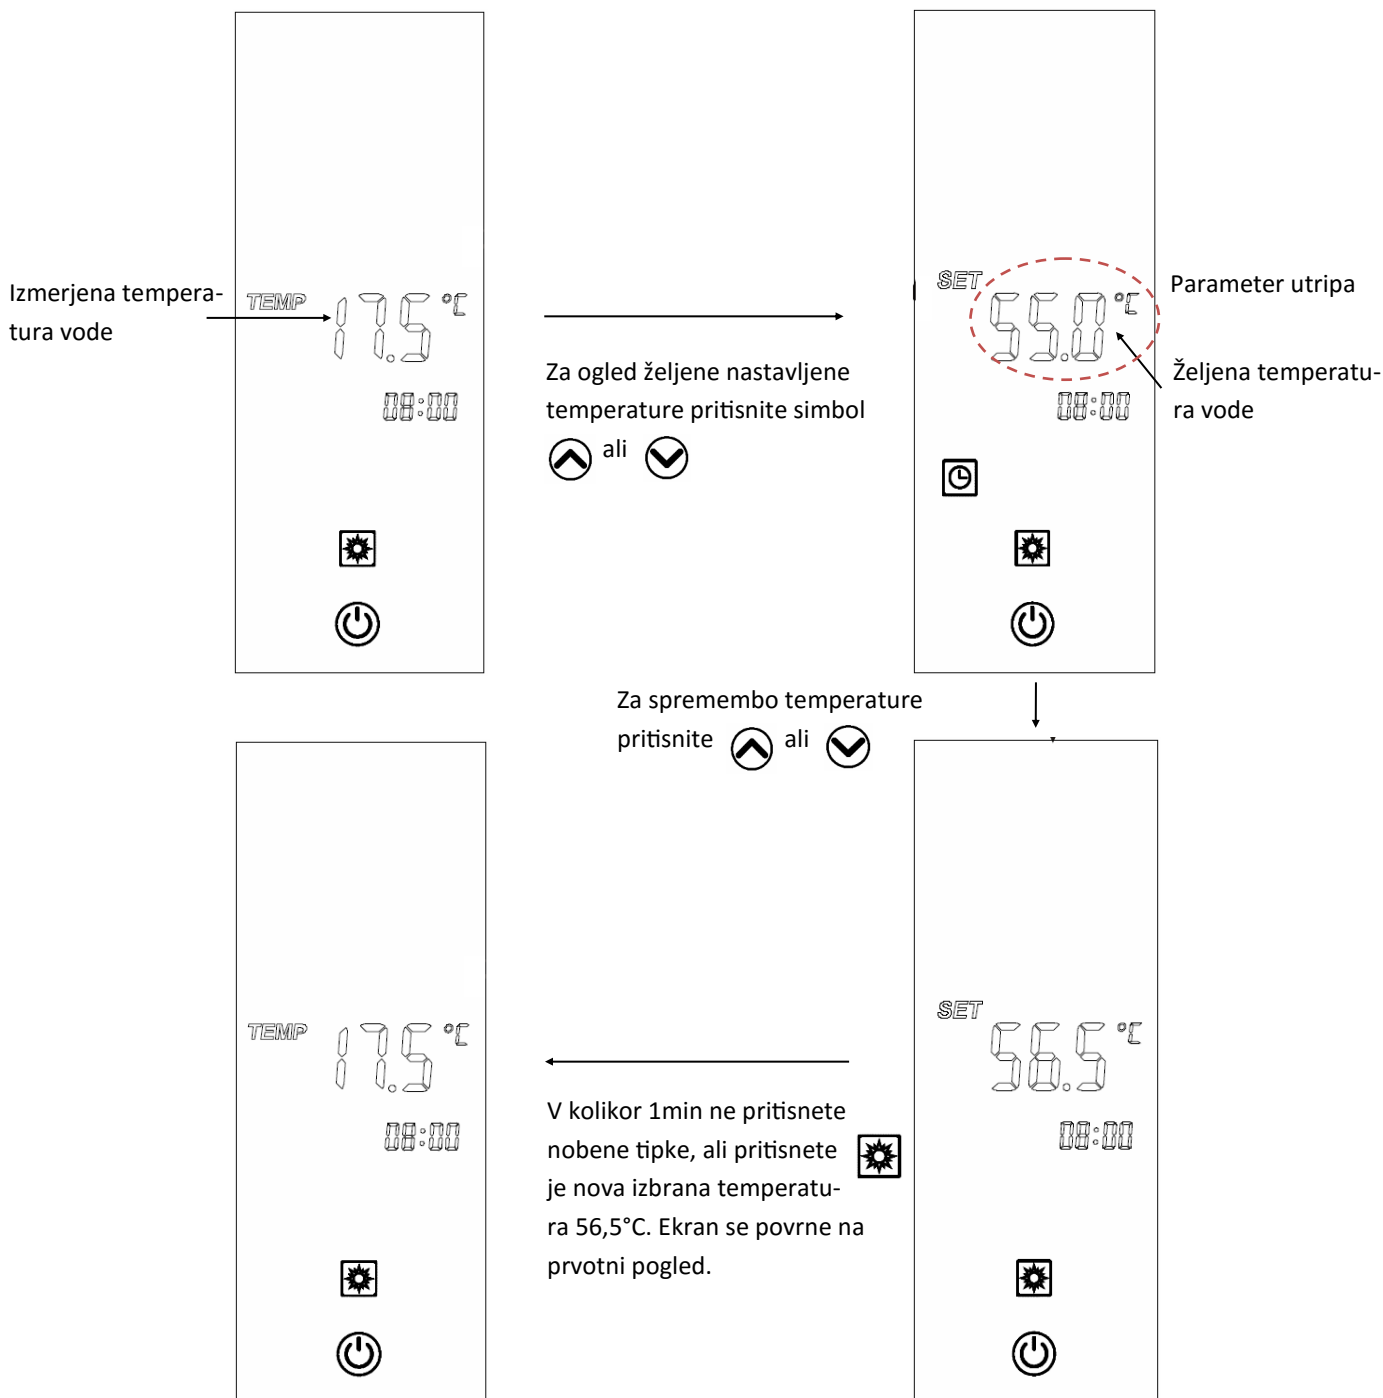 Izmerjena tempera-
tura vode
TEMP 17.5 °C
08:00
Za ogled željene nastavljene
temperature pritisnite simbol
ali
SET
55.0 °C
08:00
Parameter utripa
Željena temperatu-
ra vode
Za spremembo temperature
pritisnite ali
SET
56.5 °C
08:00
V kolikor 1min ne pritisnete
nobene tipke, ali pritisnete
je nova izbrana temperatu-
ra 56,5°C. Ekran se povrne na
prvotni pogled.
TEMP 17.5 °C
08:00